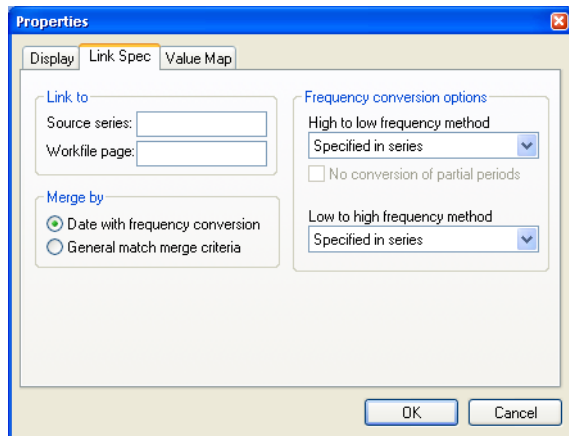 Properties
Display Link Spec Value Map
Link to
Source series:
Workfile page:
Merge by
Date with frequency conversion
General match merge criteria
Frequency conversion options
High to low frequency method
Specified in series
No conversion of partial periods
Low to high frequency method
Specified in series
OK Cancel